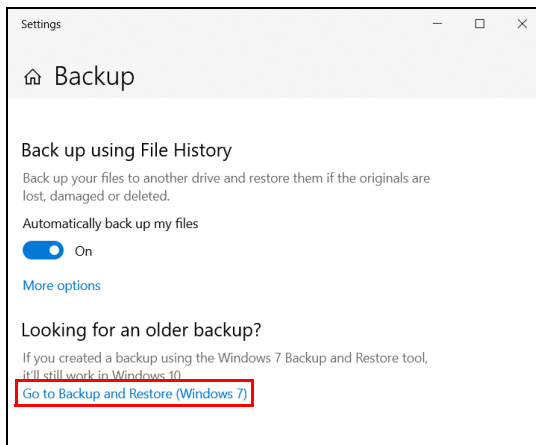 Settings
Backup
Back up using File History
Back up your files to another drive and restore them if the originals are
lost, damaged or deleted.
Automatically back up my files
On
More options
Looking for an older backup?
If you created a backup using the Windows 7 Backup and Restore tool,
it'll still work in Windows 10.
Go to Backup and Restore (Windows 7)